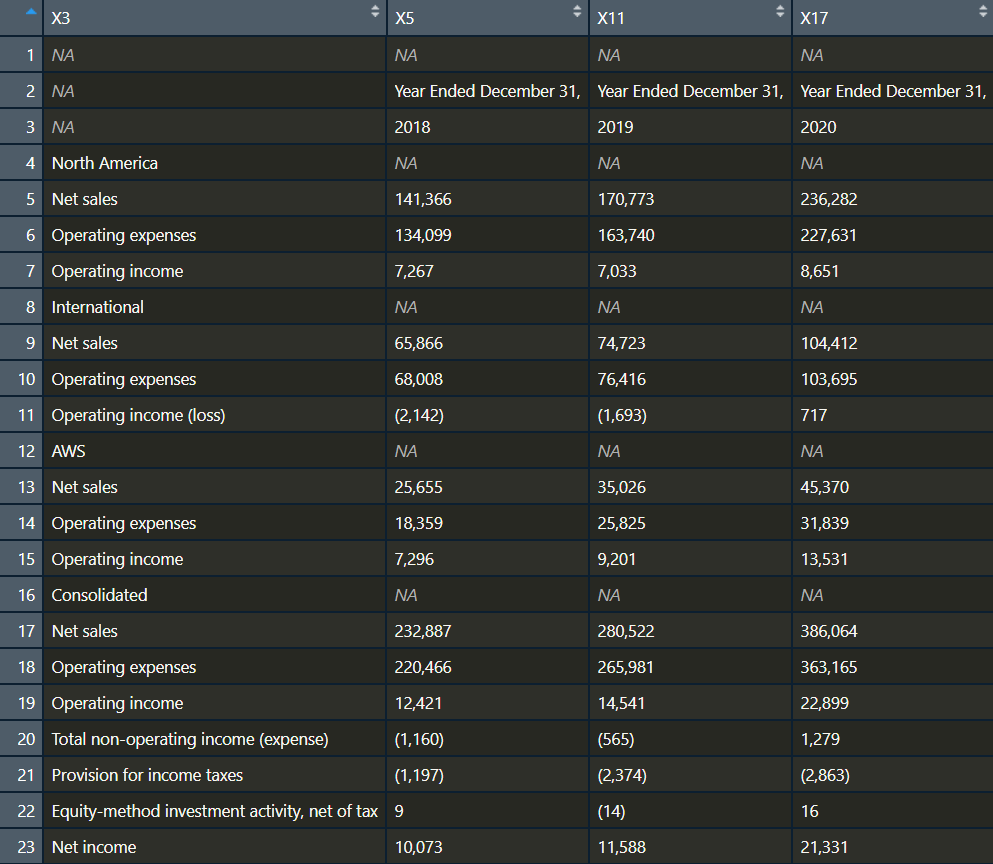 X3 X5 X11 X17
1 NA NA NA NA
2 NA Year Ended December 31, Year Ended December 31, Year Ended December 31,
3 NA 2018 2019 2020
4 North America NA NA NA
5 Net sales 141,366 170,773 236,282
6 Operating expenses 134,099 163,740 227,631
7 Operating income 7,267 7,033 8,651
8 International NA NA NA
9 Net sales 65,866 74,723 104,412
10 Operating expenses 68,008 76,416 103,695
11 Operating income (loss) (2,142) (1,693) 717
12 AWS NA NA NA
13 Net sales 25,655 35,026 45,370
14 Operating expenses 18,359 25,825 31,839
15 Operating income 7,296 9,201 13,531
16 Consolidated NA NA NA
17 Net sales 232,887 280,522 386,064
18 Operating expenses 220,466 265,981 363,165
19 Operating income 12,421 14,541 22,899
20 Total non-operating income (expense) (1,160) (565) 1,279
21 Provision for income taxes (1,197) (2,374) (2,863)
22 Equity-method investment activity, net of tax 9 (14) 16
23 Net income 10,073 11,588 21,331